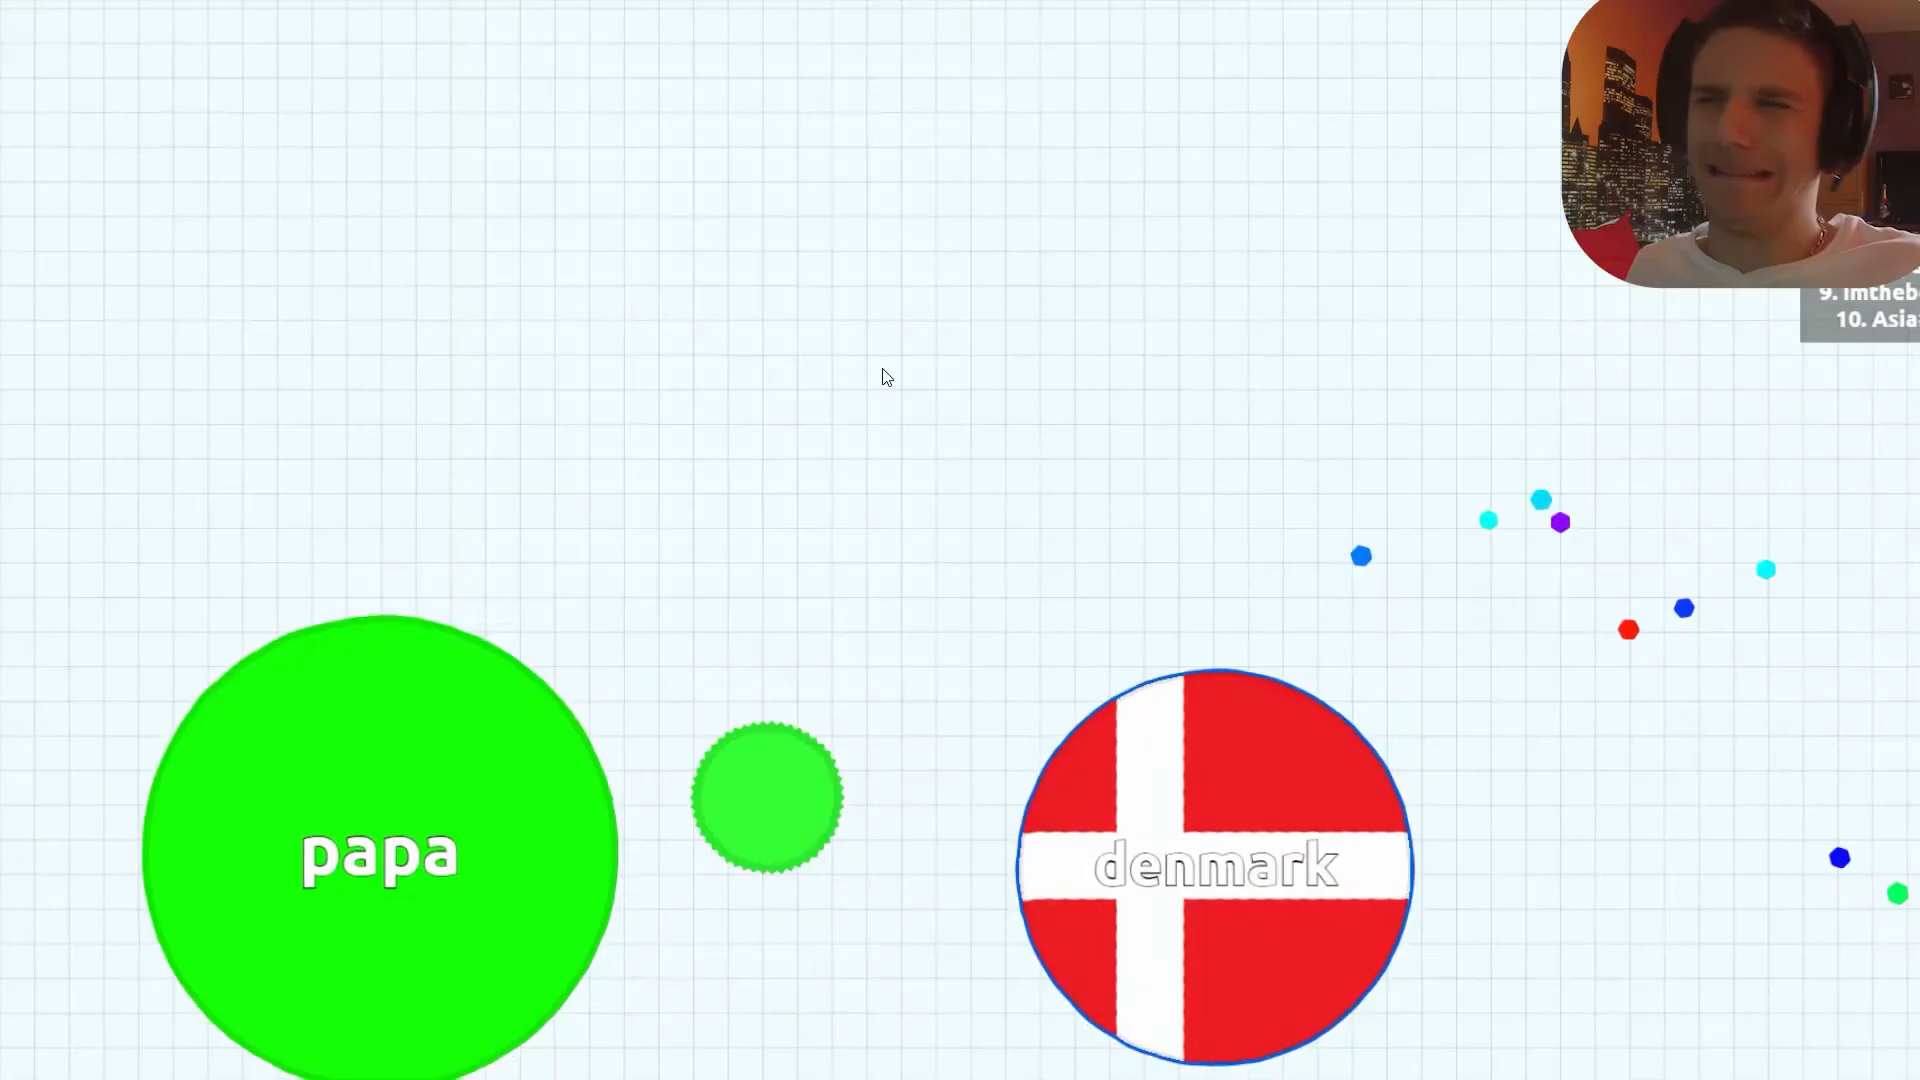 9. imtheb
10. Asia
papa
denmark